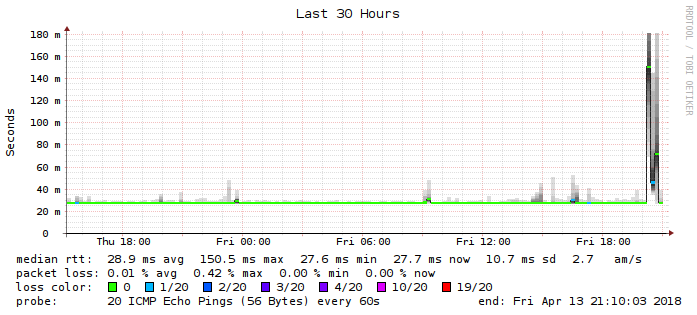 Last 30 Hours
RRDTOOL / TOBI OETIKER
Seconds
180 m
160 m
140 m
120 m
100 m
80 m
60 m
40 m
20 m
0
Thu 18:00 Fri 00:00 Fri 06:00 Fri 12:00 Fri 18:00
median rtt: 28.9 ms avg 150.5 ms max 27.6 ms min 27.7 ms now 10.7 ms sd 2.7 am/s
packet loss: 0.01 % avg 0.42 % max 0.00 % min 0.00 % now
loss color: 0 1/20 2/20 3/20 4/20 10/20 19/20
probe: 20 ICMP Echo Pings (56 Bytes) every 60s end: Fri Apr 13 21:10:03 2018